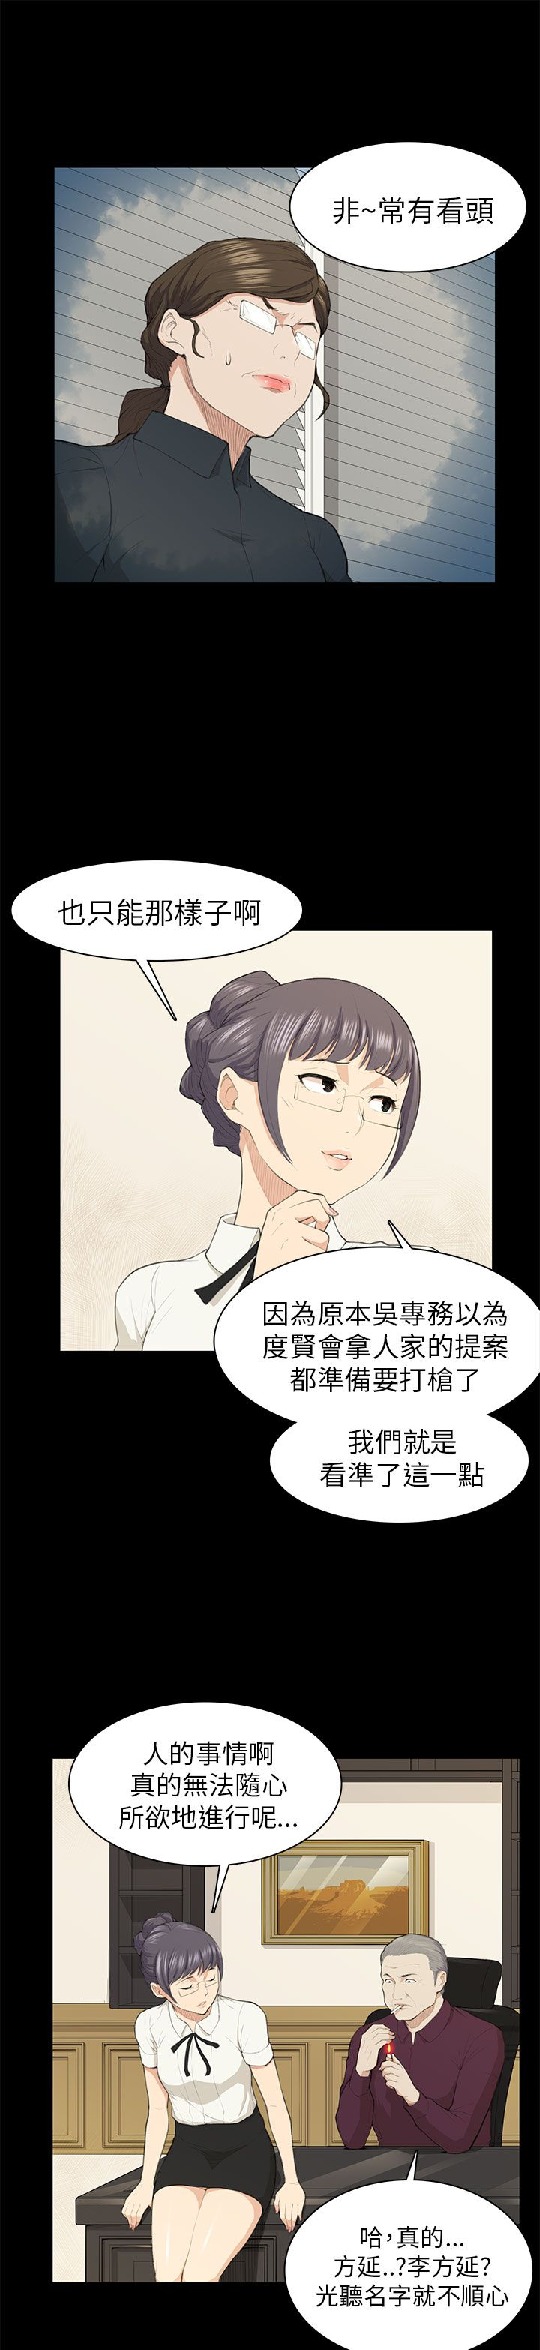 非~常有看頭
也只能那樣子啊
因為原本吳專務以為
度賢會拿人家的提案
都準備要打槍了
我們就是
看準了這一點
人的事情啊
真的無法隨心
所欲地進行呢...
哈,真的...
方延..?李方延?
光聽名字就不順心